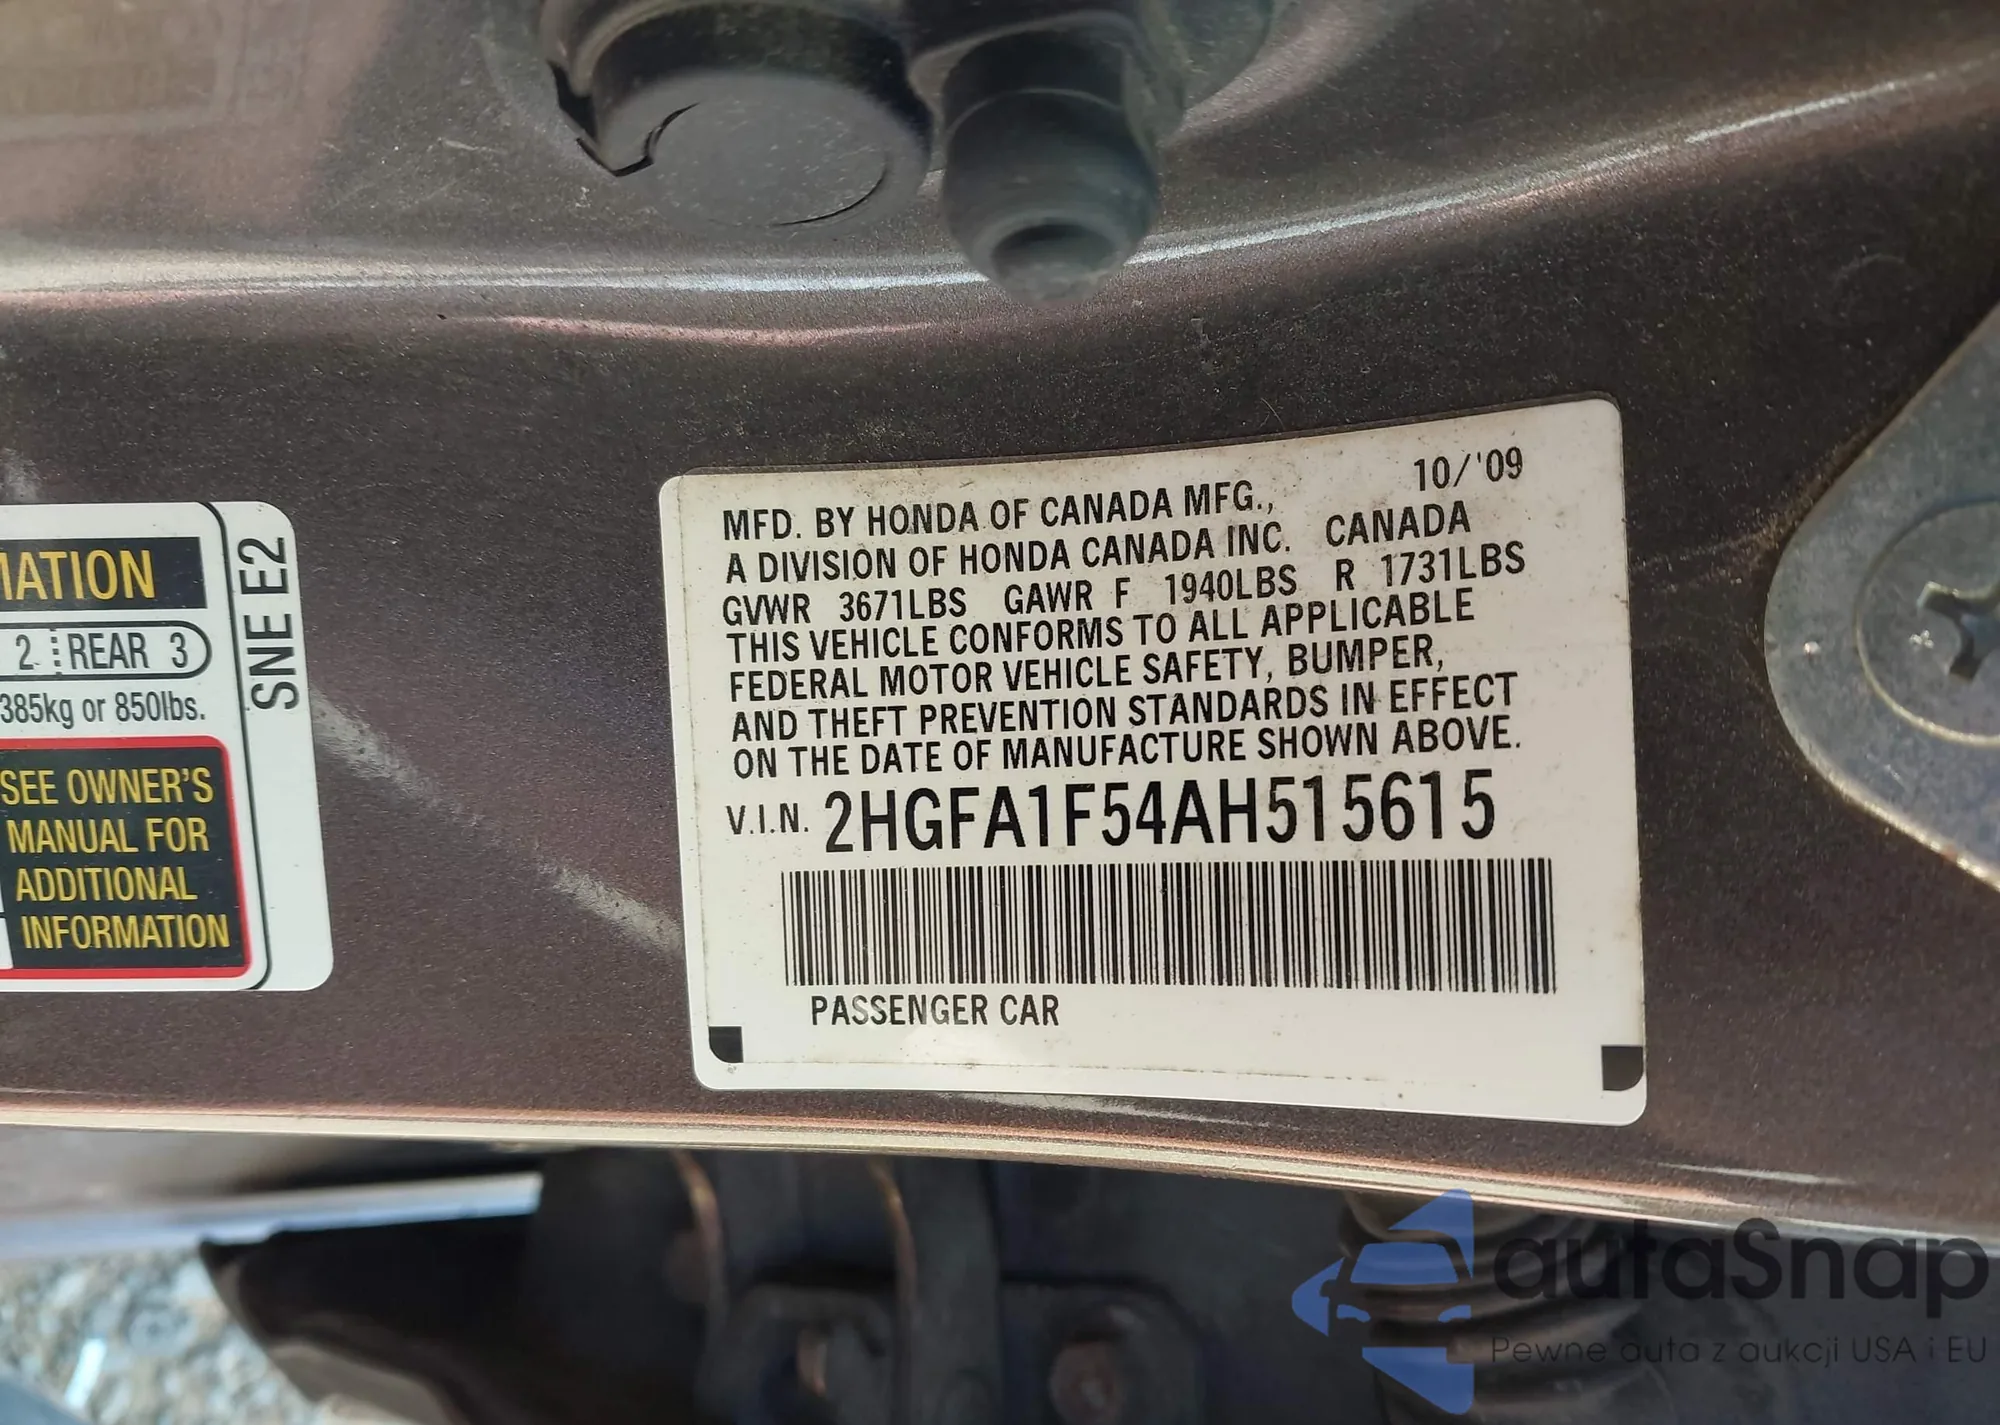 MATION
2 REAR 3
385kg or 850lbs.
SEE OWNER'S
MANUAL FOR
ADDITIONAL
INFORMATION
SNE E2
10/'09
MFD. BY HONDA OF CANADA MFG.,
A DIVISION OF HONDA CANADA INC. CANADA
GVWR 3671LBS GAWR F 1940LBS R 1731LBS
THIS VEHICLE CONFORMS TO ALL APPLICABLE
FEDERAL MOTOR VEHICLE SAFETY, BUMPER,
AND THEFT PREVENTION STANDARDS IN EFFECT
ON THE DATE OF MANUFACTURE SHOWN ABOVE.
V.I.N. 2HGFA1F54AH515615
PASSENGER CAR
autaSnap
Pewne auta z aukcji USA i EU